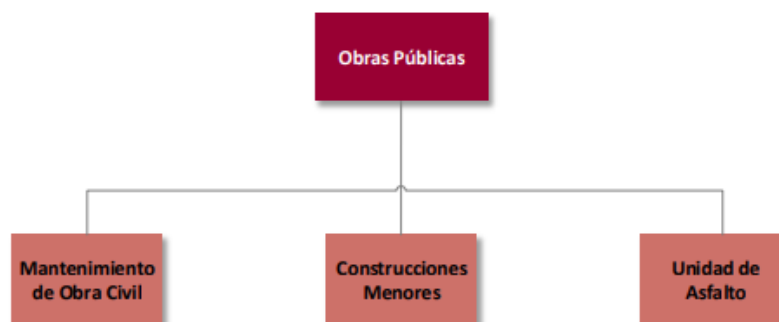 Obras Públicas
Mantenimiento
de Obra Civil
Construcciones
Menores
Unidad de
Asfalto